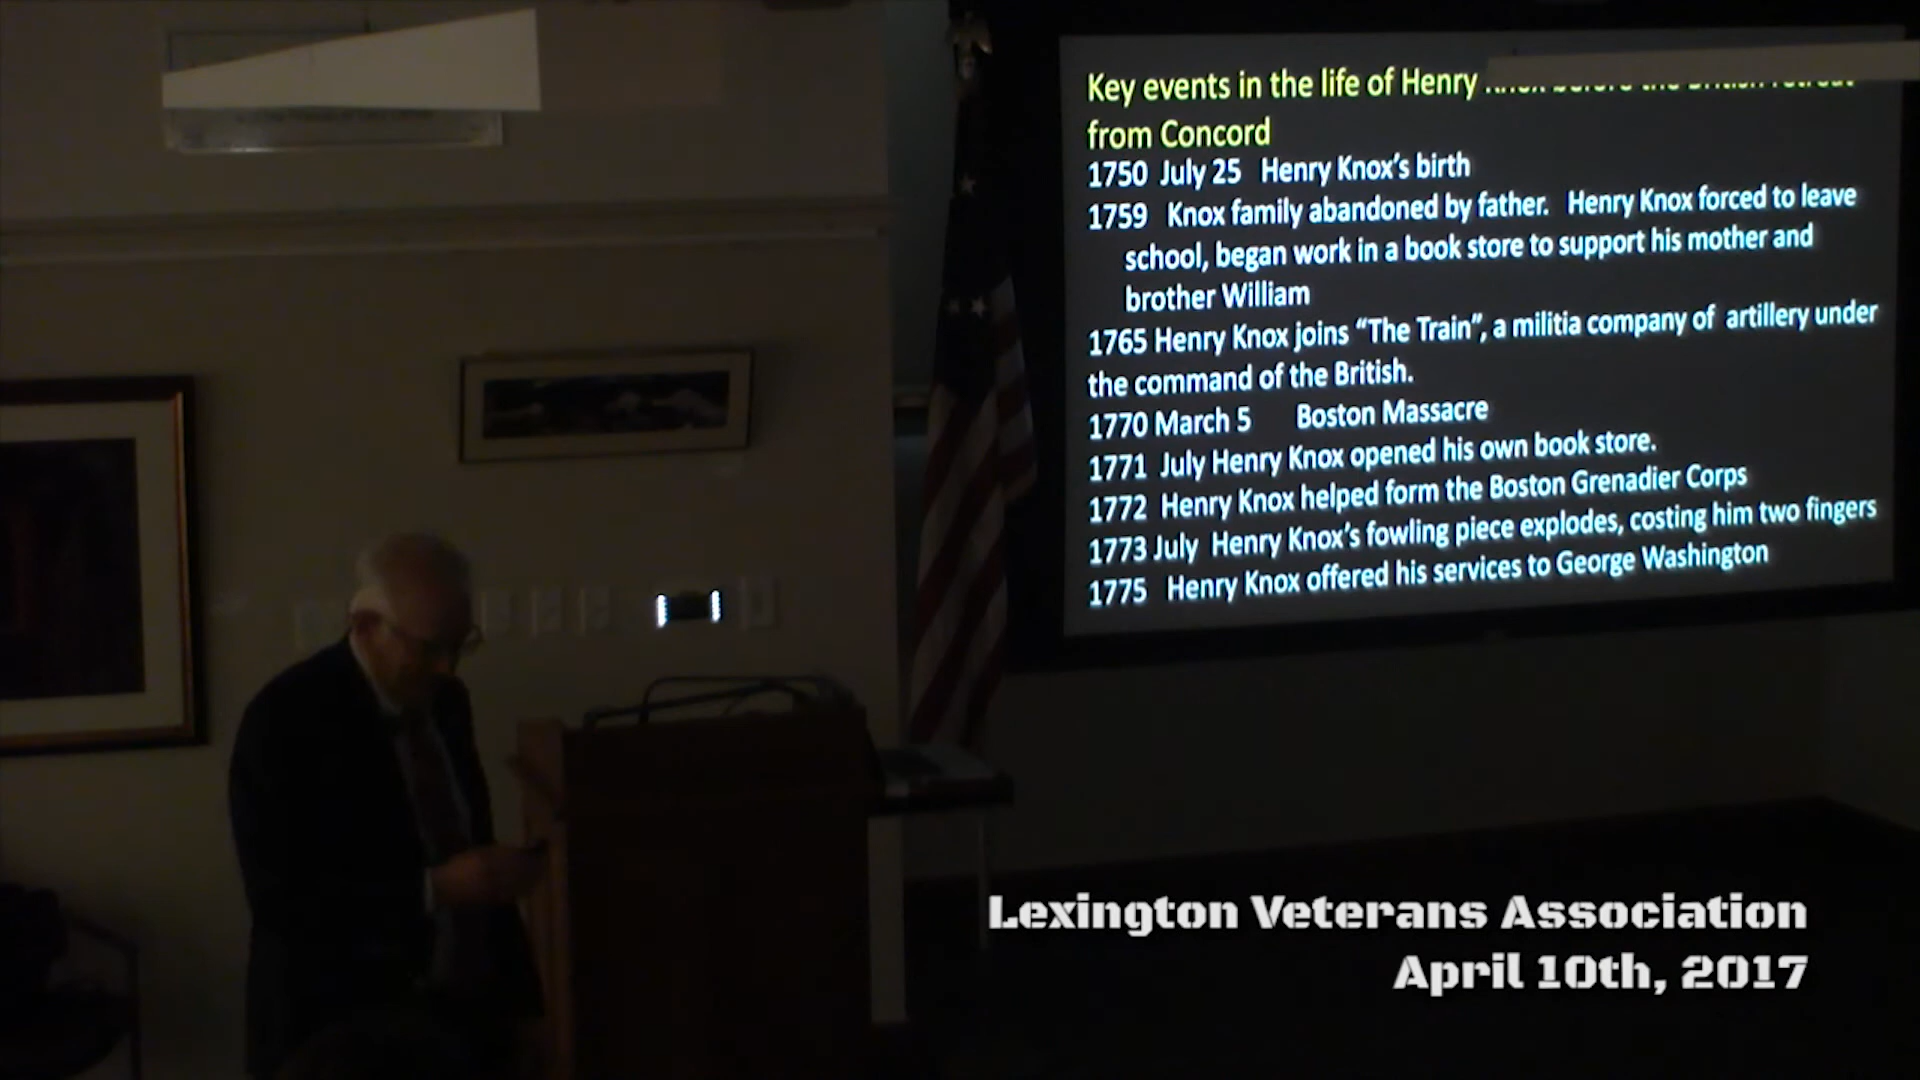 Key events in the life of Henry Knox before the British retreat
from Concord
1750 July 25 Henry Knox's birth
1759 Knox family abandoned by father. Henry Knox forced to leave
school, began work in a book store to support his mother and
brother William
1765 Henry Knox joins “The Train”, a militia company of artillery under
the command of the British.
1770 March 5 Boston Massacre
1771 July Henry Knox opened his own book store.
1772 Henry Knox helped form the Boston Grenadier Corps
1773 July Henry Knox's fowling piece explodes, costing him two fingers
1775 Henry Knox offered his services to George Washington
Lexington Veterans Association
April 10th, 2017